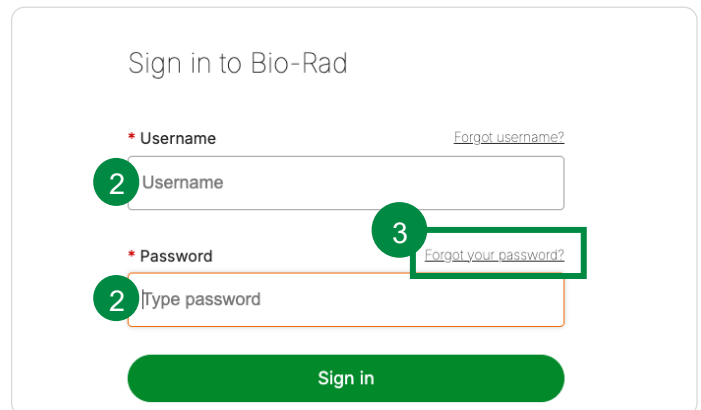 Sign in to Bio-Rad
* Username Forgot username?
2 Username
3
* Password Forgot your password?
2 Type password
Sign in